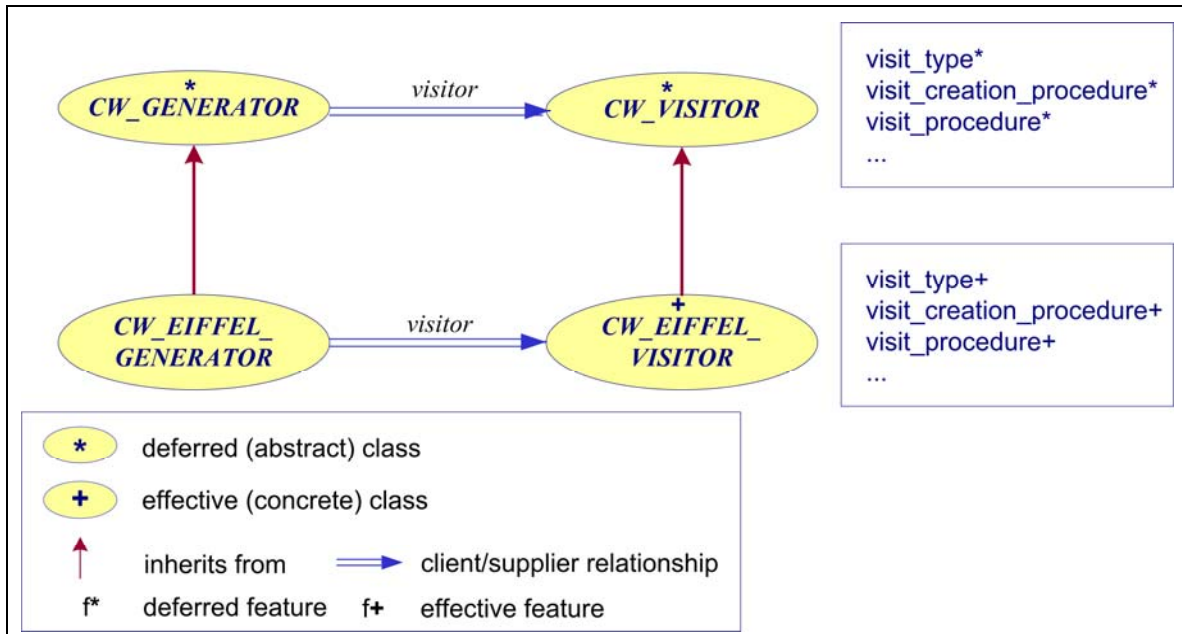 *
CW_GENERATOR
visitor
*
CW_VISITOR
visit_type*
visit_creation_procedure*
visit_procedure*
...
CW_EIFFEL_
GENERATOR
visitor
+
CW_EIFFEL_
VISITOR
visit_type+
visit_creation_procedure+
visit_procedure+
...
* deferred (abstract) class
+ effective (concrete) class
inherits from client/supplier relationship
f* deferred feature f+ effective feature